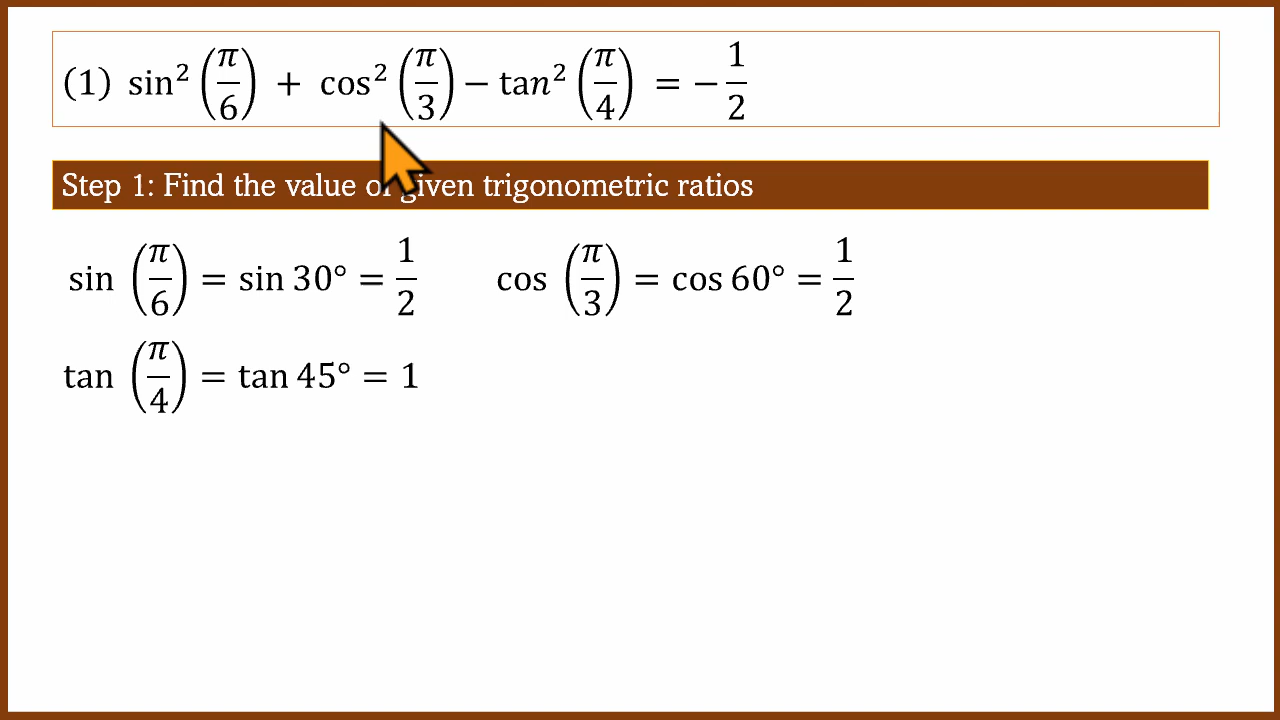 (1) sin²(π/6) + cos²(π/3) − tan²(π/4) = −1/2
Step 1: Find the value of given trigonometric ratios
sin (π/6) = sin 30° = 1/2 cos (π/3) = cos 60° = 1/2
tan (π/4) = tan 45° = 1